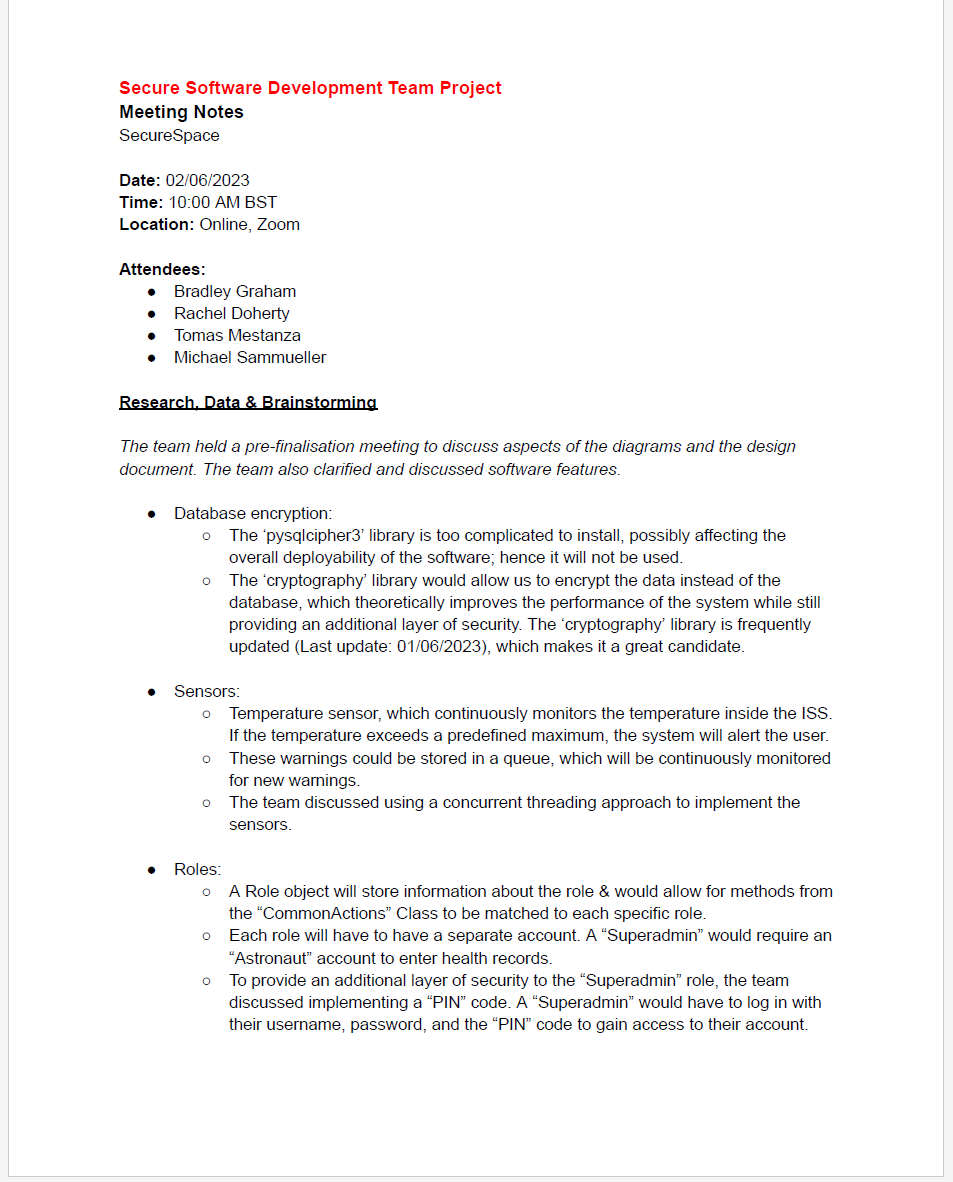 Secure Software Development Team Project
Meeting Notes
SecureSpace
Date: 02/06/2023
Time: 10:00 AM BST
Location: Online, Zoom
Attendees:
● Bradley Graham
● Rachel Doherty
● Tomas Mestanza
● Michael Sammueller
Research, Data & Brainstorming
The team held a pre-finalisation meeting to discuss aspects of the diagrams and the design
document. The team also clarified and discussed software features.
● Database encryption:
○ The ‘pysqlcipher3’ library is too complicated to install, possibly affecting the
overall deployability of the software; hence it will not be used.
○ The ‘cryptography’ library would allow us to encrypt the data instead of the
database, which theoretically improves the performance of the system while still
providing an additional layer of security. The ‘cryptography’ library is frequently
updated (Last update: 01/06/2023), which makes it a great candidate.
● Sensors:
○ Temperature sensor, which continuously monitors the temperature inside the ISS.
If the temperature exceeds a predefined maximum, the system will alert the user.
○ These warnings could be stored in a queue, which will be continuously monitored
for new warnings.
○ The team discussed using a concurrent threading approach to implement the
sensors.
● Roles:
○ A Role object will store information about the role & would allow for methods from
the “CommonActions” Class to be matched to each specific role.
○ Each role will have to have a separate account. A “Superadmin” would require an
“Astronaut” account to enter health records.
○ To provide an additional layer of security to the “Superadmin” role, the team
discussed implementing a “PIN” code. A “Superadmin” would have to log in with
their username, password, and the “PIN” code to gain access to their account.